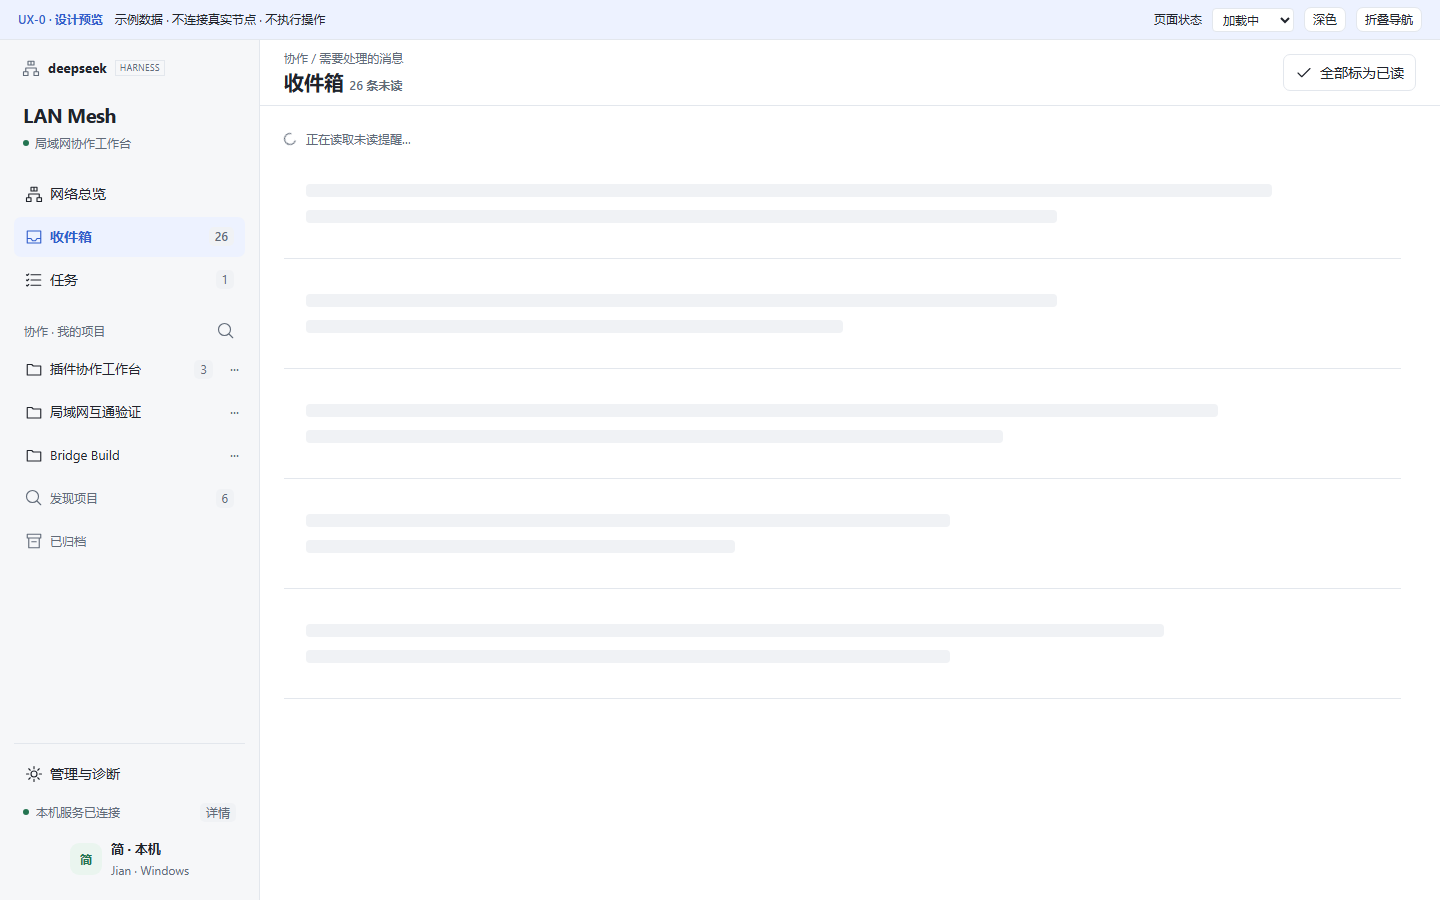 UX-0 · 设计预览 示例数据 · 不连接真实节点 · 不执行操作 页面状态 加载中 深色 折叠导航
deepseek HARNESS
LAN Mesh
局域网协作工作台
网络总览
收件箱 26
任务 1
协作 · 我的项目
插件协作工作台 3 ...
局域网互通验证 ...
Bridge Build ...
发现项目 6
已归档
管理与诊断
本机服务已连接 详情
简 简 · 本机
Jian · Windows
协作 / 需要处理的消息
收件箱 26 条未读
全部标为已读
正在读取未读提醒...